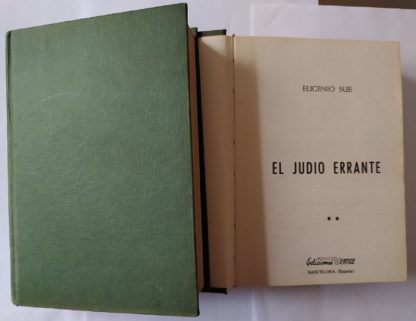 EUGENIO SUE
EL JUDIO ERRANTE
**
Ediciones
BARCELONA (España)